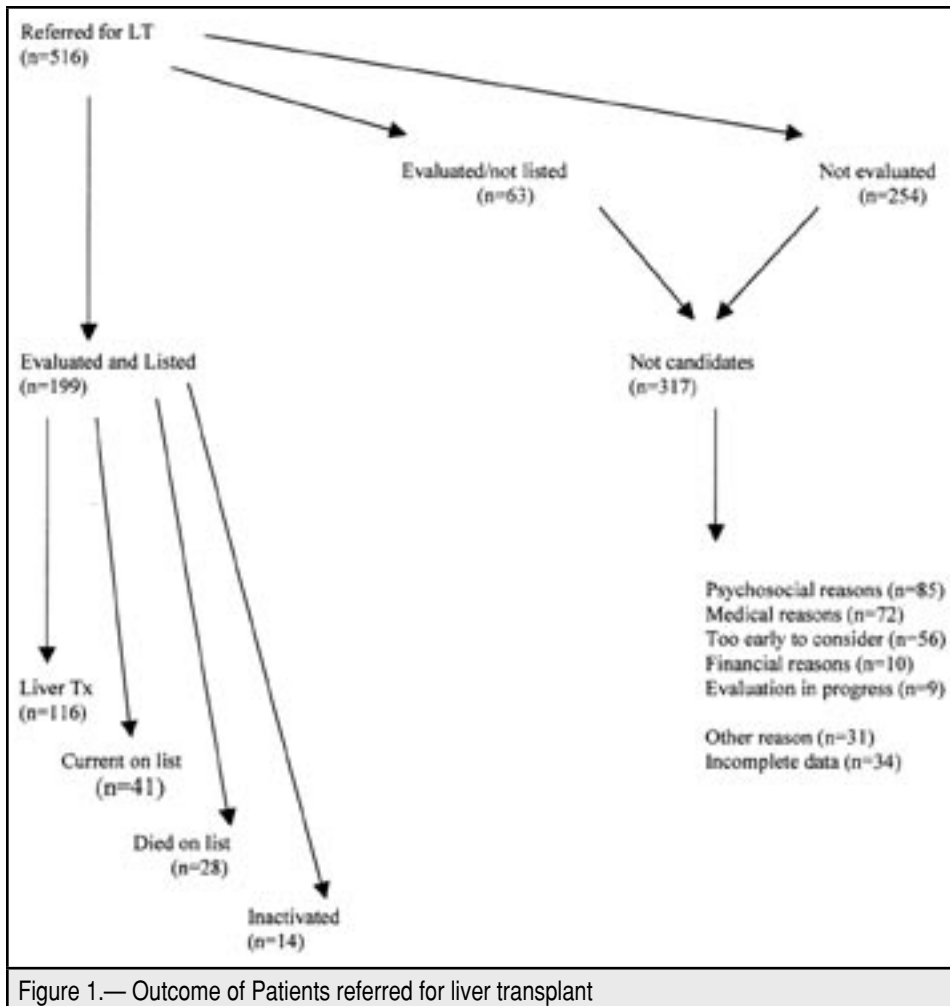 Referred for LT
(n=516)
Evaluated/not listed
(n=63)
Not evaluated
(n=254)
Evaluated and Listed
(n=199)
Not candidates
(n=317)
Psychosocial reasons (n=85)
Medical reasons (n=72)
Too early to consider (n=56)
Financial reasons (n=10)
Evaluation in progress (n=9)
Other reason (n=31)
Incomplete data (n=34)
Liver Tx
(n=116)
Current on list
(n=41)
Died on list
(n=28)
Inactivated
(n=14)
Figure 1.— Outcome of Patients referred for liver transplant